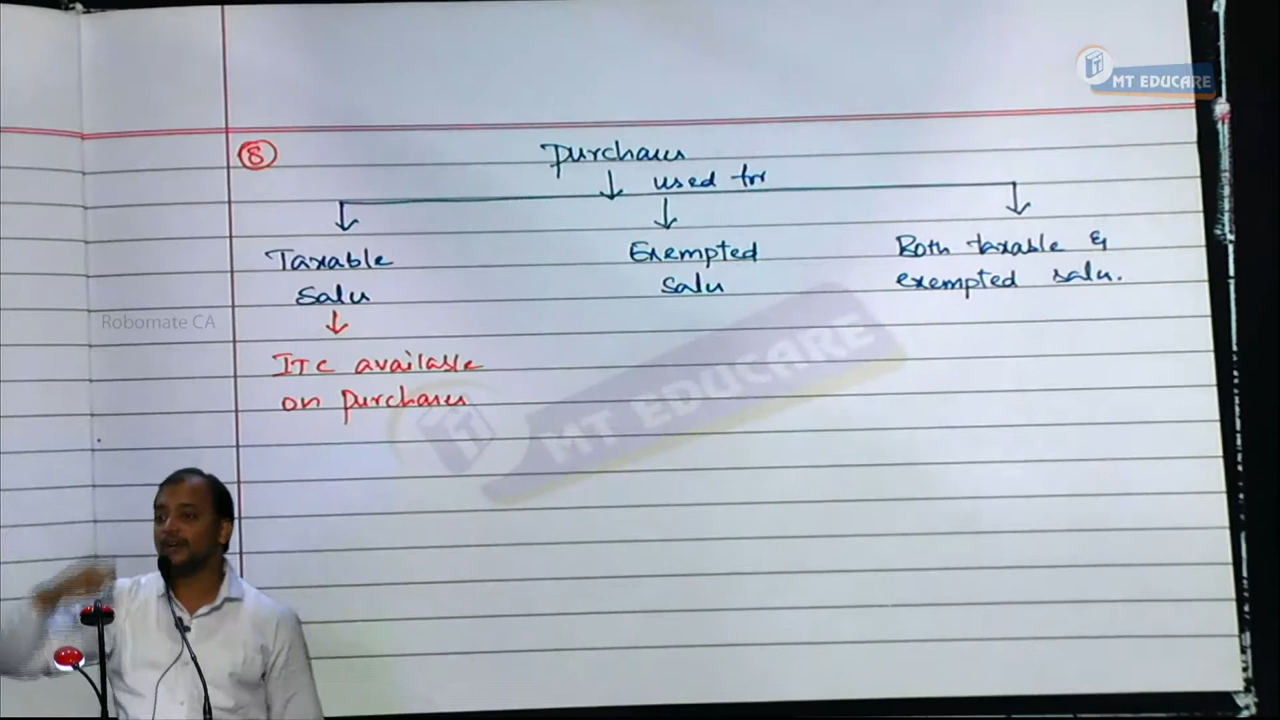 MT EDUCARE
8 Purchases
used for
Taxable Exempted Both taxable &
Sales Sales exempted sales.
Robomate CA
ITC available
on purchases
MT EDUCARE